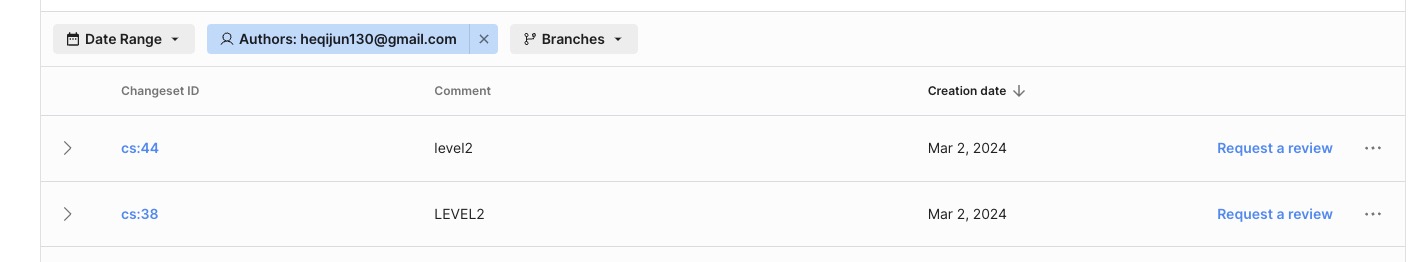 Date Range Authors: heqijun130@gmail.com Branches
Changeset ID Comment Creation date
cs:44 level2 Mar 2, 2024 Request a review
cs:38 LEVEL2 Mar 2, 2024 Request a review